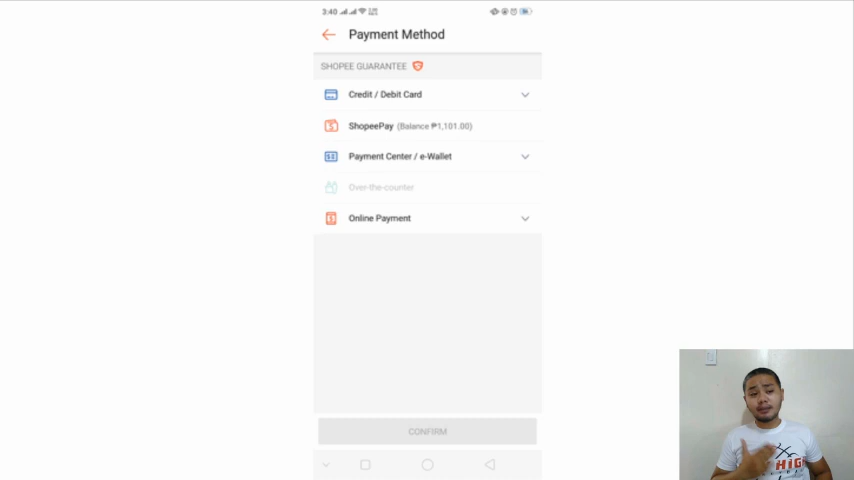 3:40
Payment Method
SHOPEE GUARANTEE
Credit / Debit Card
ShopeePay (Balance ₱1,101.00)
Payment Center / e-Wallet
Over-the-counter
Online Payment
CONFIRM
HIGH